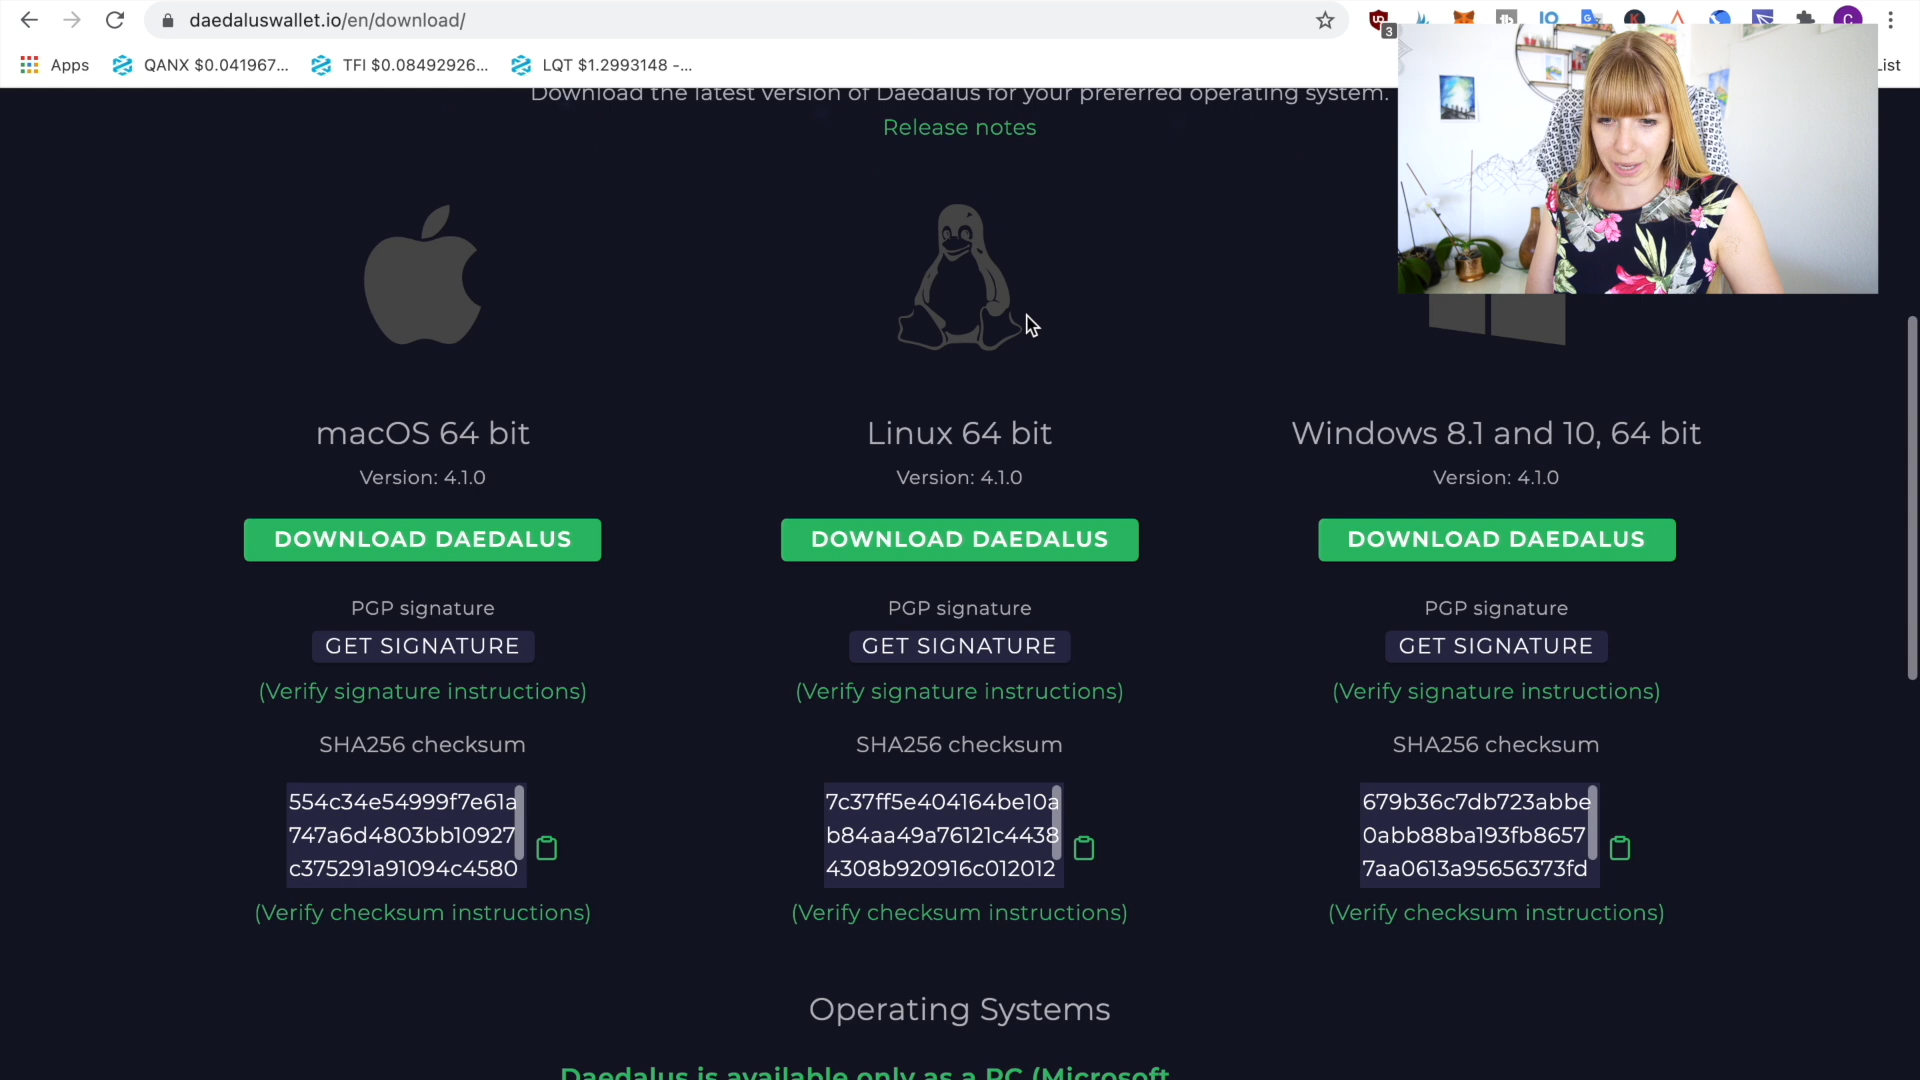 daedaluswallet.io/en/download/
3
Apps
QANX $0.041967...
TFI $0.08492926...
LQT $1.2993148 -...
List
Download the latest version of Daedalus for your preferred operating system.
Release notes
macOS 64 bit
Version: 4.1.0
DOWNLOAD DAEDALUS
PGP signature
GET SIGNATURE
(Verify signature instructions)
SHA256 checksum
554c34e54999f7e61a
747a6d4803bb10927
c375291a91094c4580
(Verify checksum instructions)
Linux 64 bit
Version: 4.1.0
DOWNLOAD DAEDALUS
PGP signature
GET SIGNATURE
(Verify signature instructions)
SHA256 checksum
7c37ff5e404164be10a
b84aa49a76121c4438
4308b920916c012012
(Verify checksum instructions)
Windows 8.1 and 10, 64 bit
Version: 4.1.0
DOWNLOAD DAEDALUS
PGP signature
GET SIGNATURE
(Verify signature instructions)
SHA256 checksum
679b36c7db723abbe
0abb88ba193fb8657
7aa0613a95656373fd
(Verify checksum instructions)
Operating Systems
Daedalus is available only as a PC (Microsoft